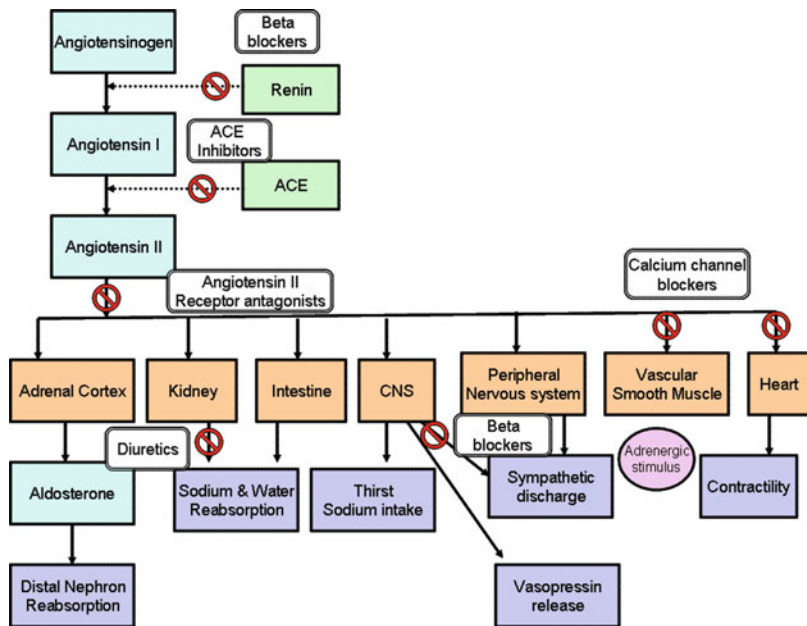 Angiotensinogen
Beta
blockers
Renin
Angiotensin I
ACE
Inhibitors
ACE
Angiotensin II
Angiotensin II
Receptor antagonists
Calcium channel
blockers
Adrenal Cortex
Kidney
Intestine
CNS
Peripheral
Nervous system
Vascular
Smooth Muscle
Heart
Diuretics
Beta
blockers
Adrenergic
stimulus
Aldosterone
Sodium & Water
Reabsorption
Thirst
Sodium intake
Sympathetic
discharge
Contractility
Distal Nephron
Reabsorption
Vasopressin
release